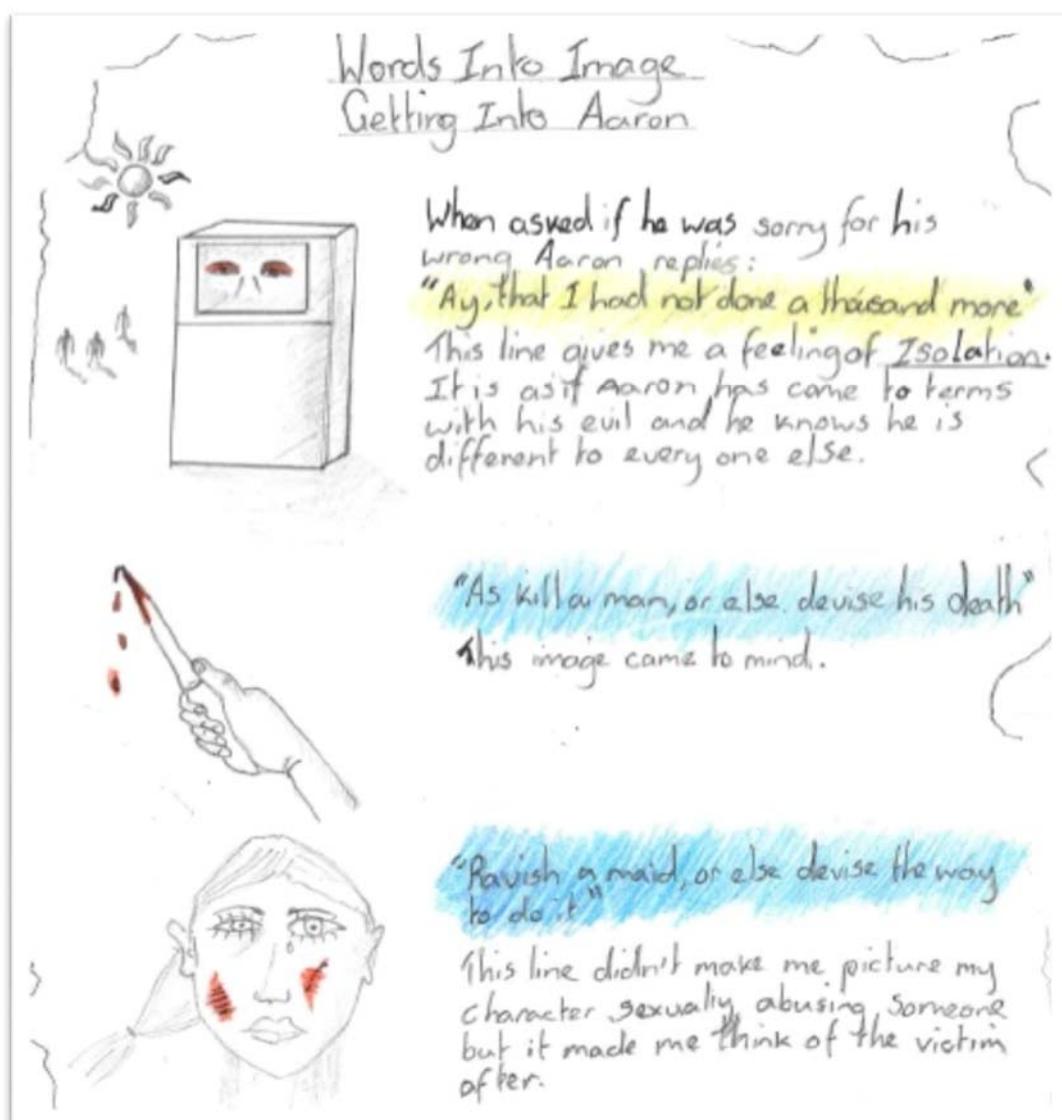 Words Into Image
Getting Into Aaron
When asked if he was sorry for his
wrong Aaron replies:
"Ay, that I had not done a thousand more"
This line gives me a feeling of Isolation.
It is as if Aaron has come to terms
with his evil and he knows he is
different to every one else.
"As kill a man, or else devise his death"
This image came to mind.
"Ravish a maid, or else devise the way
to do it"
This line didn't make me picture my
character sexually abusing someone
but it made me think of the victim
after.